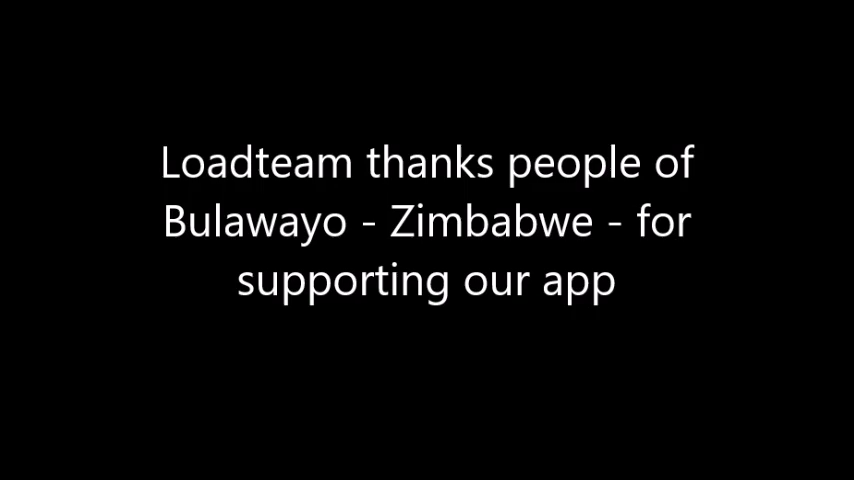 Loadteam thanks people of
Bulawayo - Zimbabwe - for
supporting our app